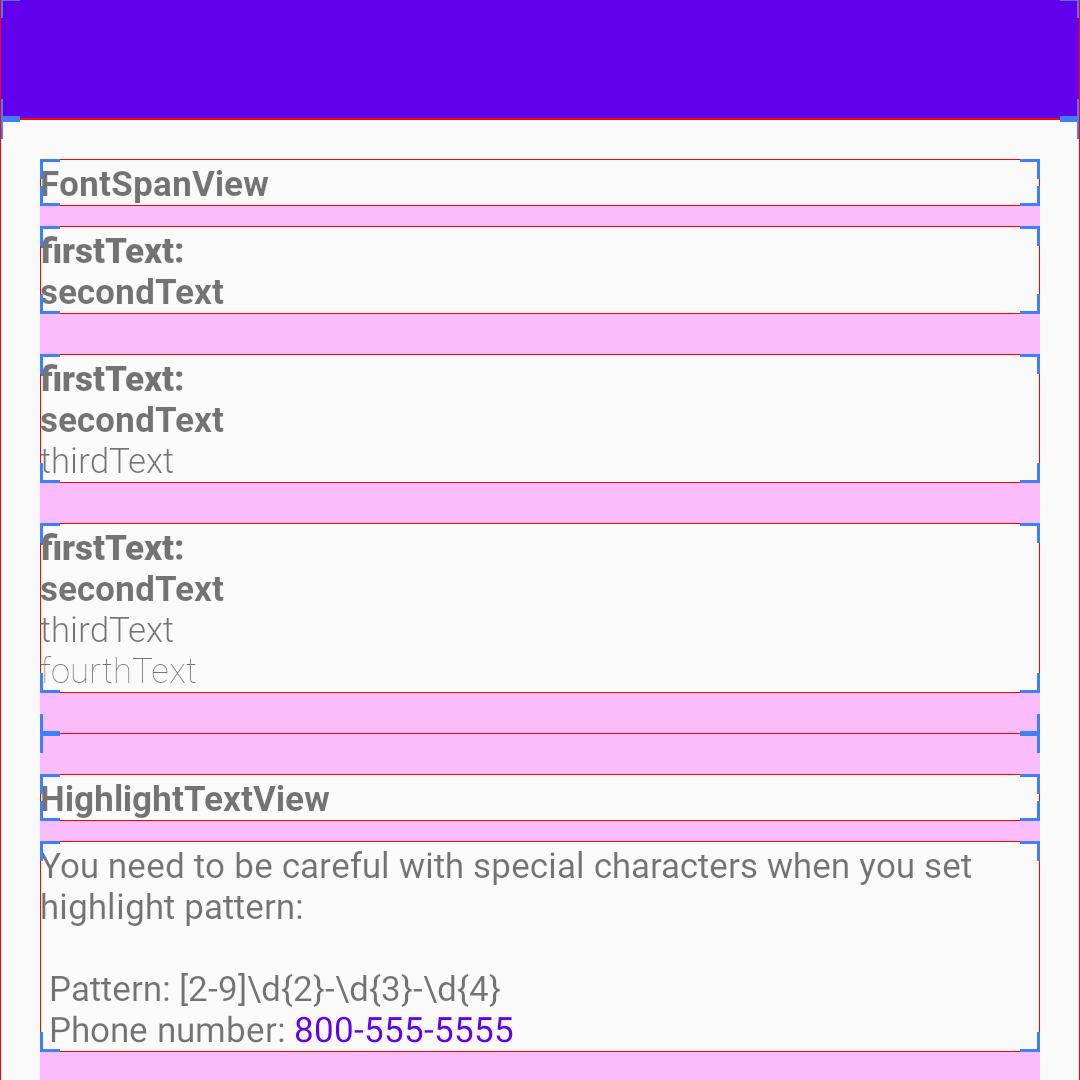 FontSpanView
firstText:
secondText
firstText:
secondText
thirdText
firstText:
secondText
thirdText
fourthText
HighlightTextView
You need to be careful with special characters when you set
highlight pattern:
Pattern: [2-9]\d{2}-\d{3}-\d{4}
Phone number: 800-555-5555